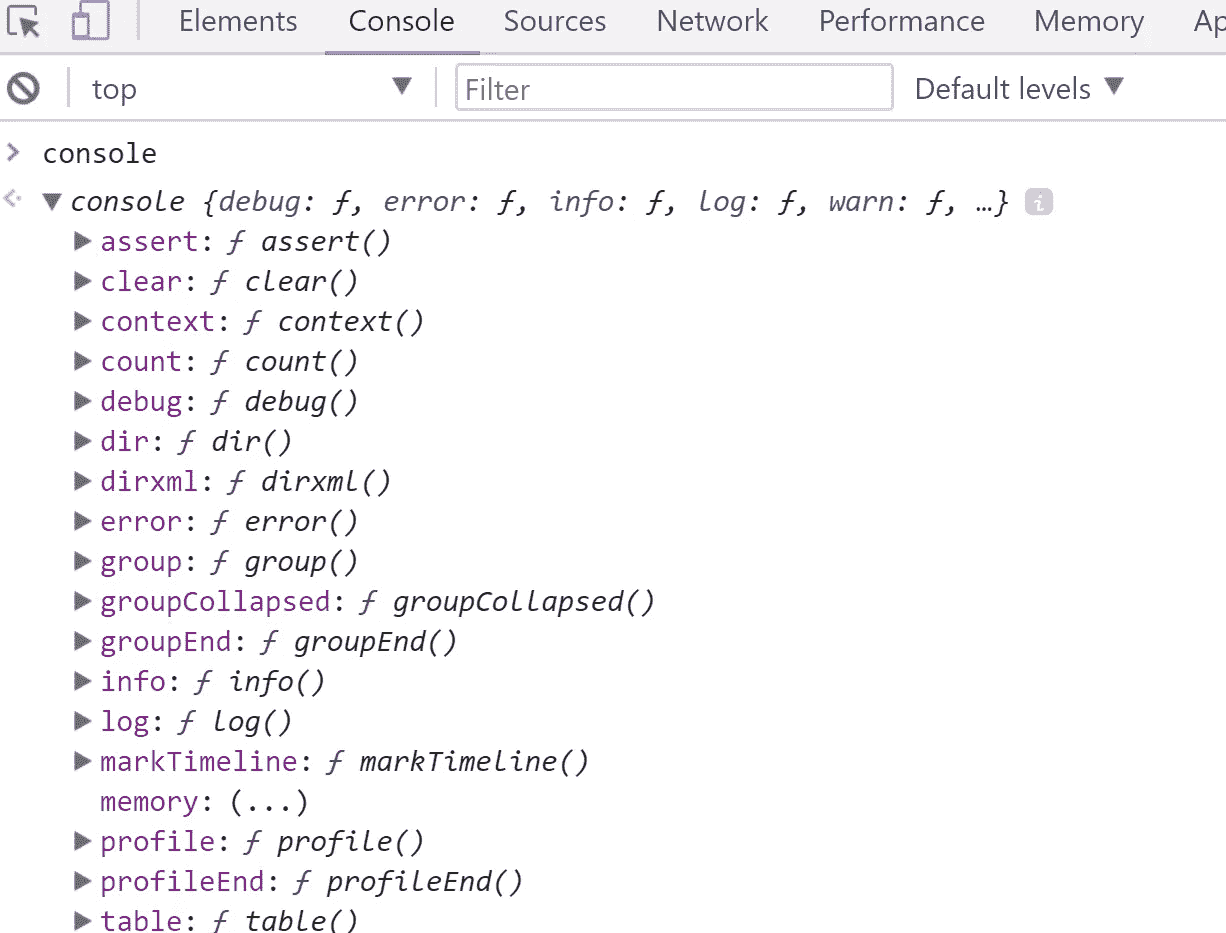 Elements Console Sources Network Performance Memory Ap
top Filter Default levels
> console
console {debug: ƒ, error: ƒ, info: ƒ, log: ƒ, warn: ƒ, …} i
assert: ƒ assert()
clear: ƒ clear()
context: ƒ context()
count: ƒ count()
debug: ƒ debug()
dir: ƒ dir()
dirxml: ƒ dirxml()
error: ƒ error()
group: ƒ group()
groupCollapsed: ƒ groupCollapsed()
groupEnd: ƒ groupEnd()
info: ƒ info()
log: ƒ log()
markTimeline: ƒ markTimeline()
memory: (...)
profile: ƒ profile()
profileEnd: ƒ profileEnd()
table: ƒ table()